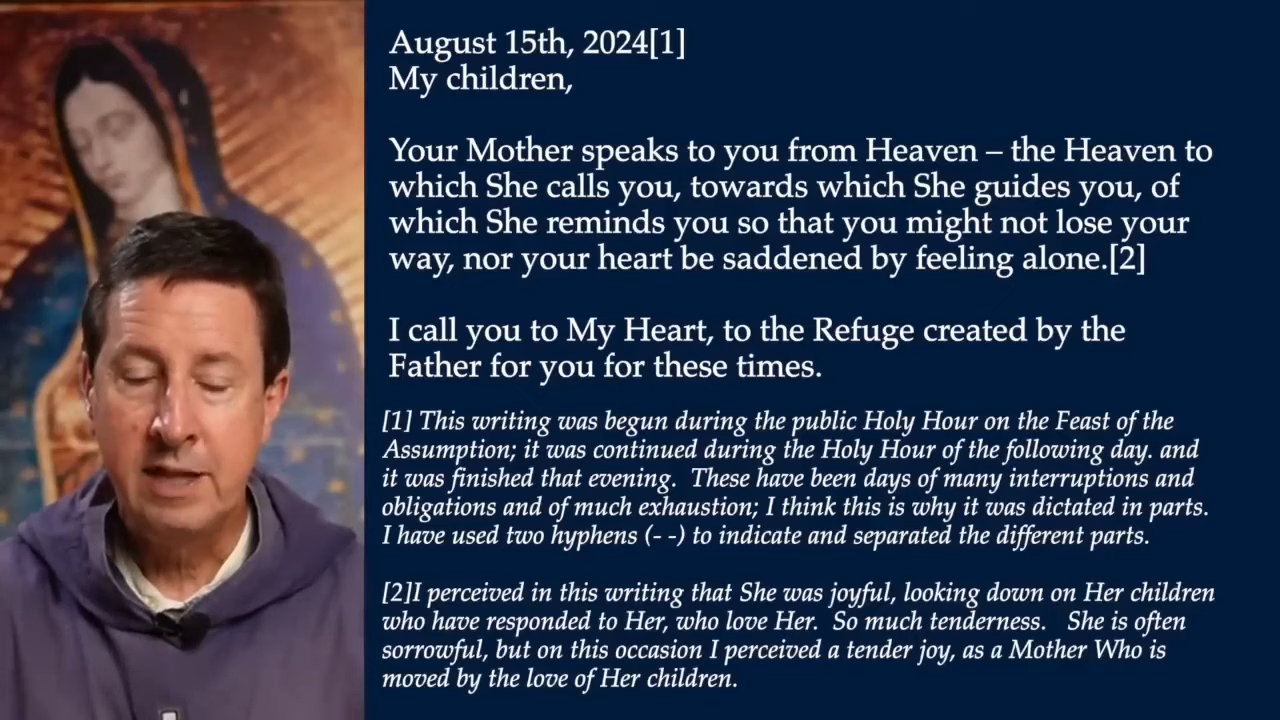 August 15th, 2024[1]
My children,
Your Mother speaks to you from Heaven – the Heaven to
which She calls you, towards which She guides you, of
which She reminds you so that you might not lose your
way, nor your heart be saddened by feeling alone.[2]
I call you to My Heart, to the Refuge created by the
Father for you for these times.
[1] This writing was begun during the public Holy Hour on the Feast of the
Assumption; it was continued during the Holy Hour of the following day. and
it was finished that evening.  These have been days of many interruptions and
obligations and of much exhaustion; I think this is why it was dictated in parts.
I have used two hyphens (- -) to indicate and separated the different parts.
[2]I perceived in this writing that She was joyful, looking down on Her children
who have responded to Her, who love Her.  So much tenderness.   She is often
sorrowful, but on this occasion I perceived a tender joy, as a Mother Who is
moved by the love of Her children.